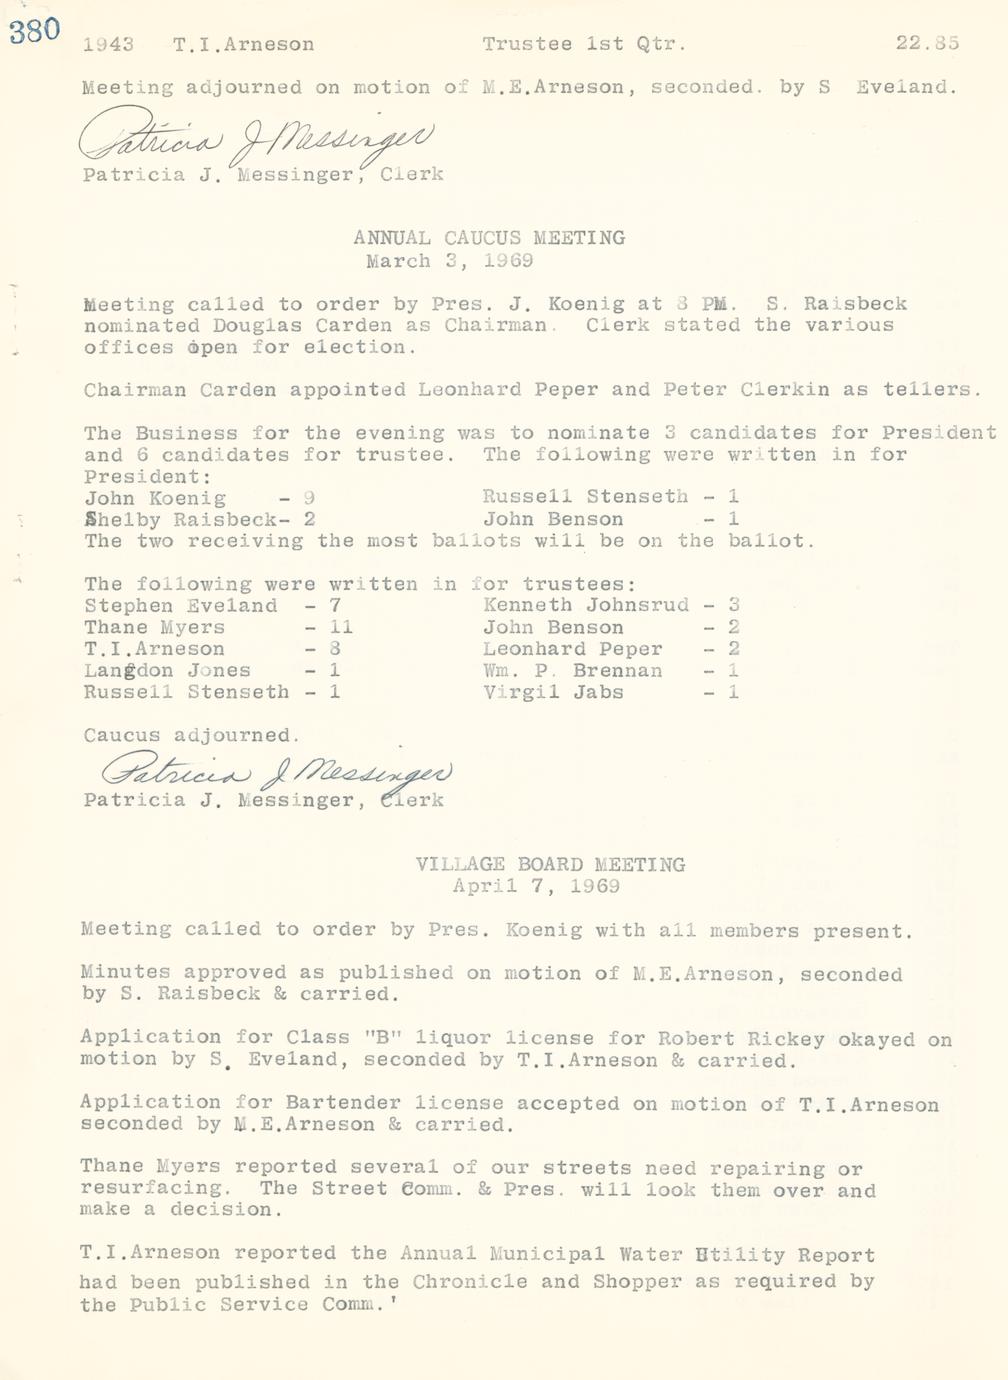 380
1943 T.I.Arneson Trustee 1st Qtr. 22.85
Meeting adjourned on motion of M.E.Arneson, seconded. by S Eveland.
Patricia J Messinger
Patricia J. Messinger, Clerk
ANNUAL CAUCUS MEETING
March 3, 1969
Meeting called to order by Pres. J. Koenig at 8 PM. S. Raisbeck
nominated Douglas Carden as Chairman. Clerk stated the various
offices open for election.
Chairman Carden appointed Leonhard Peper and Peter Clerkin as tellers.
The Business for the evening was to nominate 3 candidates for President
and 6 candidates for trustee. The following were written in for
President:
John Koenig - 9 Russell Stenseth - 1
Shelby Raisbeck- 2 John Benson - 1
The two receiving the most ballots will be on the ballot.
The following were written in for trustees:
Stephen Eveland - 7 Kenneth Johnsrud - 3
Thane Myers - 11 John Benson - 2
T.I.Arneson - 8 Leonhard Peper - 2
Langdon Jones - 1 Wm. P. Brennan - 1
Russell Stenseth - 1 Virgil Jabs - 1
Caucus adjourned.
Patricia J Messinger
Patricia J. Messinger, Clerk
VILLAGE BOARD MEETING
April 7, 1969
Meeting called to order by Pres. Koenig with all members present.
Minutes approved as published on motion of M.E.Arneson, seconded
by S. Raisbeck & carried.
Application for Class "B" liquor license for Robert Rickey okayed on
motion by S. Eveland, seconded by T.I.Arneson & carried.
Application for Bartender license accepted on motion of T.I.Arneson
seconded by M.E.Arneson & carried.
Thane Myers reported several of our streets need repairing or
resurfacing. The Street Comm. & Pres. will look them over and
make a decision.
T.I.Arneson reported the Annual Municipal Water Utility Report
had been published in the Chronicle and Shopper as required by
the Public Service Comm.'